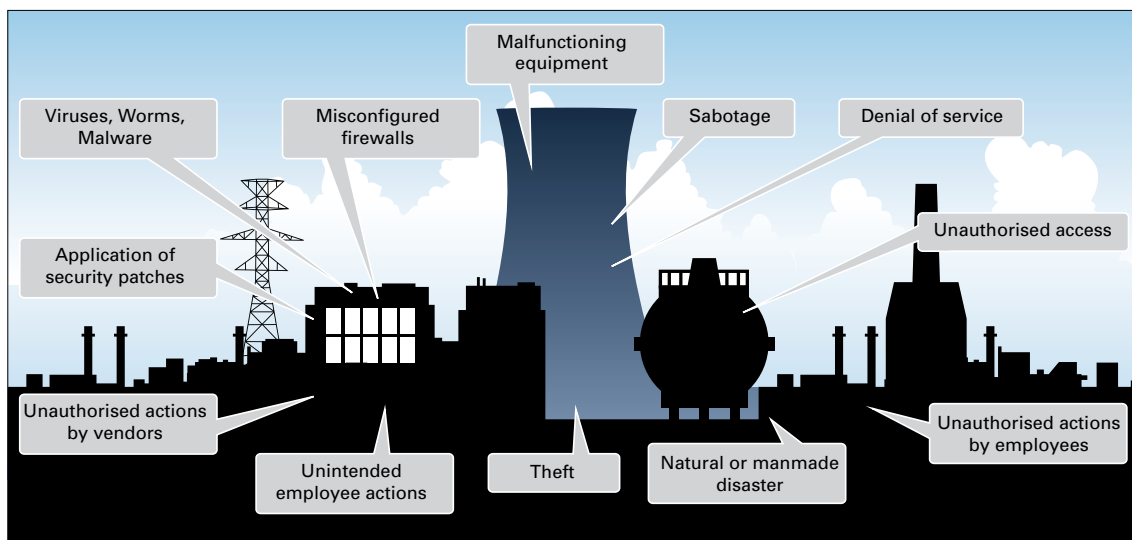 Malfunctioning
equipment
Viruses, Worms,
Malware
Misconfigured
firewalls
Sabotage
Denial of service
Application of
security patches
Unauthorised access
Unauthorised actions
by vendors
Unintended
employee actions
Theft
Natural or manmade
disaster
Unauthorised actions
by employees